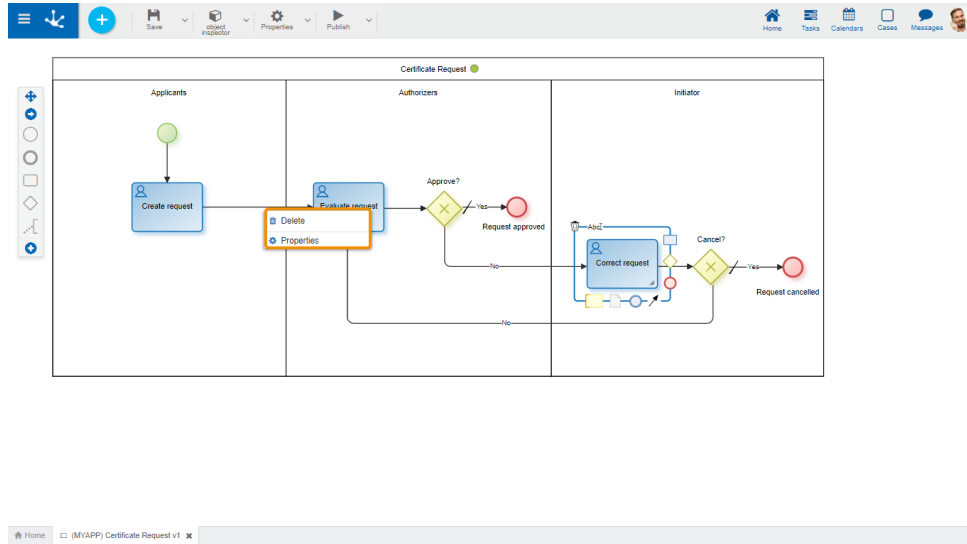 Save
object
inspector
Properties
Publish
Home
Tasks
Calendars
Cases
Messages
Certificate Request
Applicants
Authorizers
Initiator
Create request
Evaluate request
Approve?
Yes
Request approved
Delete
Properties
Abc
No
Correct request
Cancel?
Yes
Request cancelled
No
Home
(MYAPP) Certificate Request v1